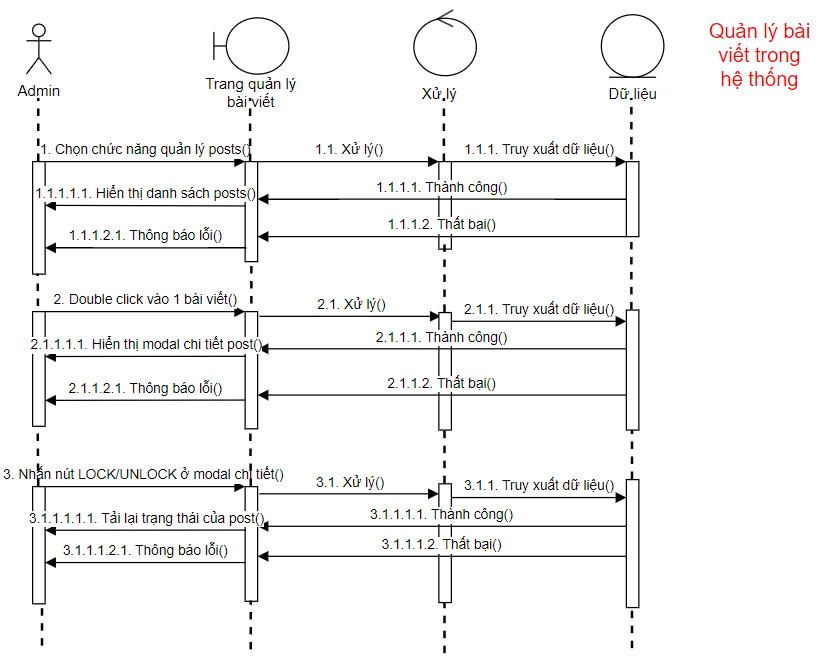 Quản lý bài
viết trong
hệ thống
Admin
Trang quản lý
bài viết
Xử lý
Dữ liệu
1. Chọn chức năng quản lý posts()
1.1. Xử lý()
1.1.1. Truy xuất dữ liệu()
1.1.1.1. Thành công()
1.1.1.1.1. Hiển thị danh sách posts()
1.1.1.2. Thất bại()
1.1.1.2.1. Thông báo lỗi()
2. Double click vào 1 bài viết()
2.1. Xử lý()
2.1.1. Truy xuất dữ liệu()
2.1.1.1. Thành công()
2.1.1.1.1. Hiển thị modal chi tiết post()
2.1.1.2. Thất bại()
2.1.1.2.1. Thông báo lỗi()
3. Nhấn nút LOCK/UNLOCK ở modal chi tiết()
3.1. Xử lý()
3.1.1. Truy xuất dữ liệu()
3.1.1.1.1. Thành công()
3.1.1.1.1.1. Tải lại trạng thái của post()
3.1.1.1.2. Thất bại()
3.1.1.1.2.1. Thông báo lỗi()